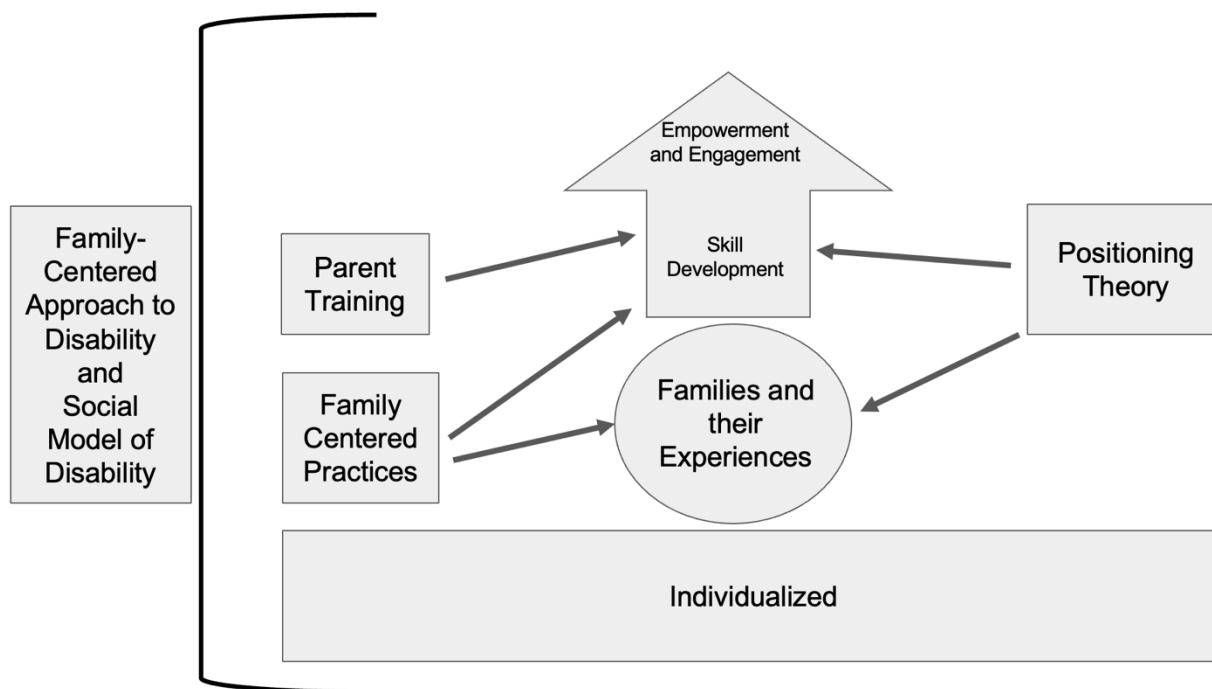 Family-
Centered
Approach to
Disability
and
Social
Model of
Disability
Parent
Training
Family
Centered
Practices
Empowerment
and Engagement
Skill
Development
Families and
their
Experiences
Positioning
Theory
Individualized